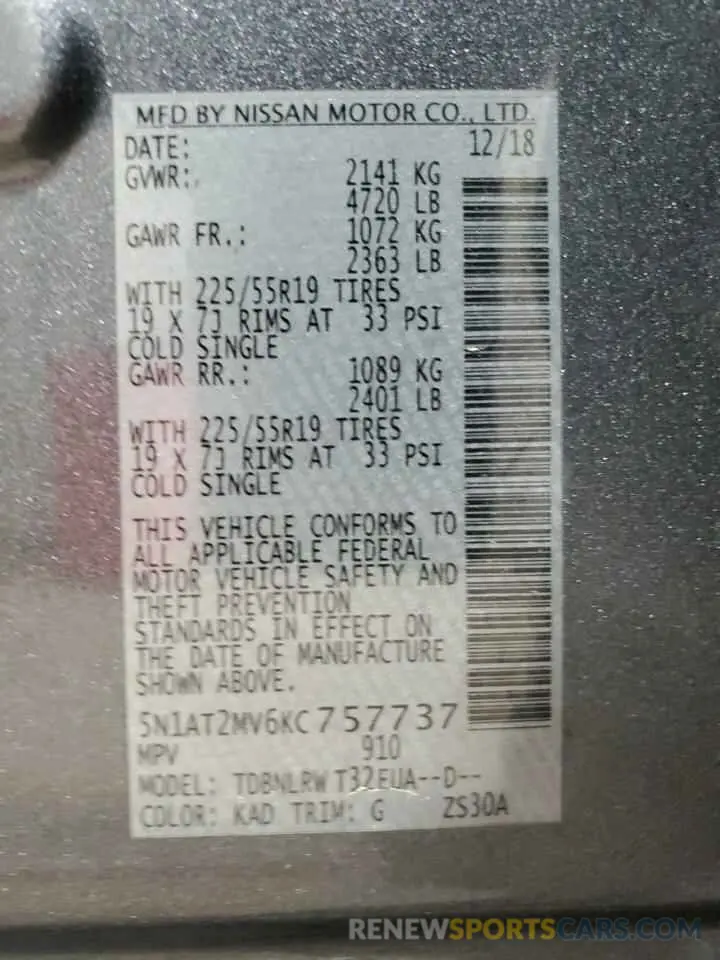 MFD BY NISSAN MOTOR CO., LTD.
DATE: 12/18
GVWR: 2141 KG
4720 LB
GAWR FR.: 1072 KG
2363 LB
WITH 225/55R19 TIRES
19 X 7J RIMS AT 33 PSI
COLD SINGLE
GAWR RR.: 1089 KG
2401 LB
WITH 225/55R19 TIRES
19 X 7J RIMS AT 33 PSI
COLD SINGLE
THIS VEHICLE CONFORMS TO
ALL APPLICABLE FEDERAL
MOTOR VEHICLE SAFETY AND
THEFT PREVENTION
STANDARDS IN EFFECT ON
THE DATE OF MANUFACTURE
SHOWN ABOVE.
5N1AT2MV6KC757737
MPV 910
MODEL: TDBNLRW T32EUA--D--
COLOR: KAD TRIM: G ZS30A
RENEWSPORTSCARS.COM